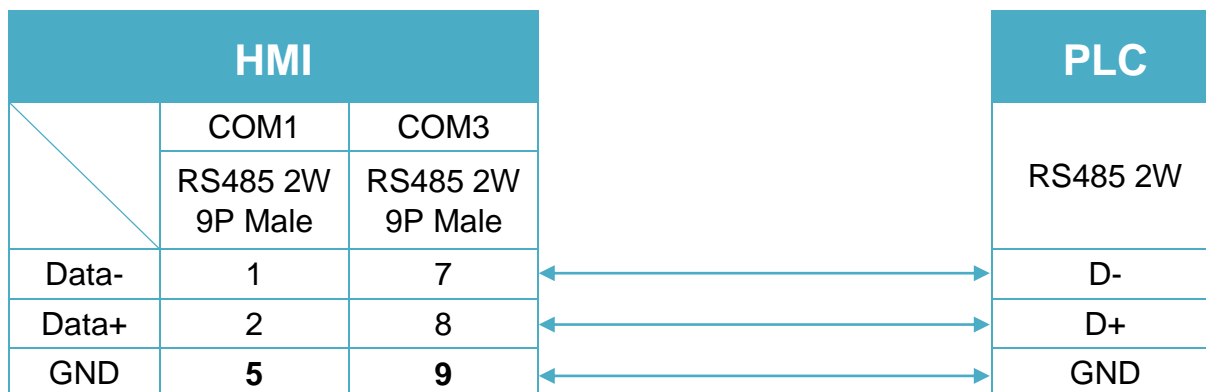 HMI PLC
COM1 COM3
RS485 2W RS485 2W RS485 2W
9P Male 9P Male
Data- 1 7 D-
Data+ 2 8 D+
GND 5 9 GND